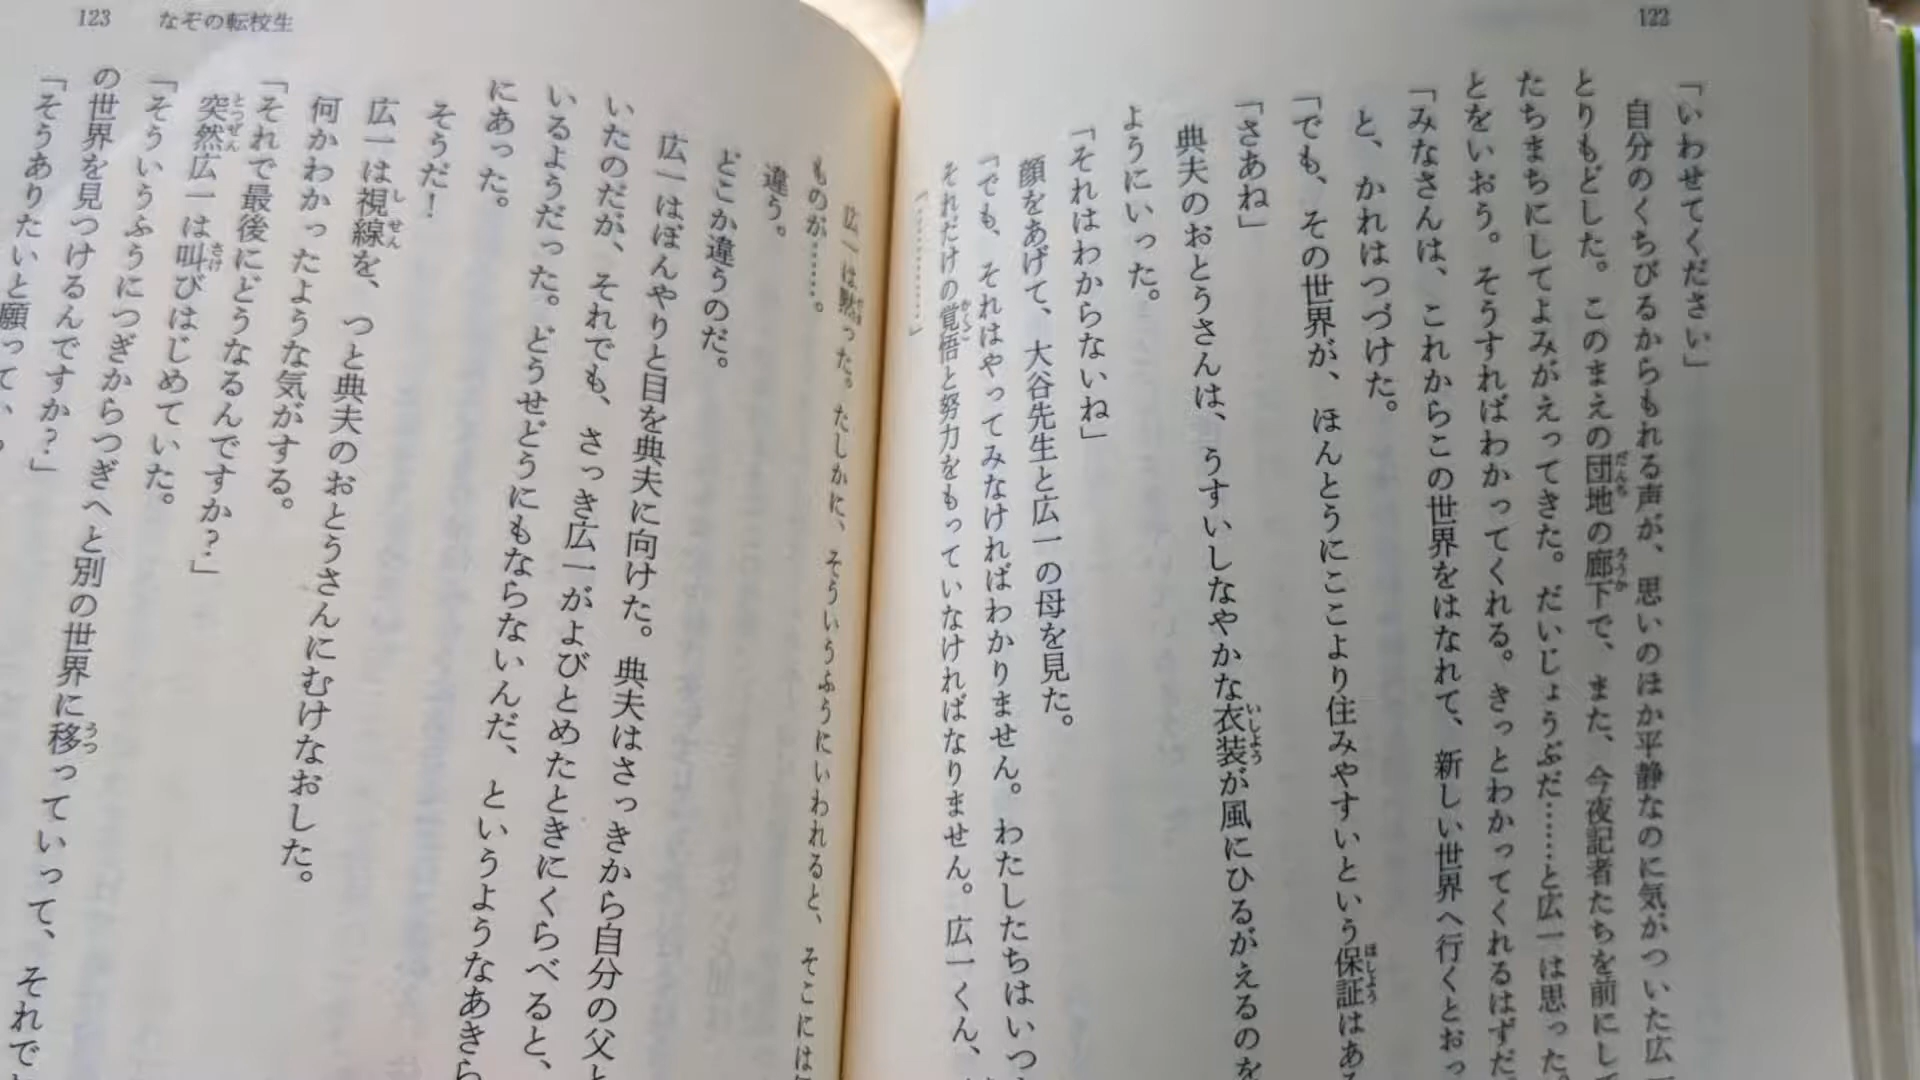 122
「いわせてください」
自分のくちびるからもれる声が、思いのほか平静なのに気がついた広一
とりもどした。このまえの団地の廊下で、また、今夜記者たちを前にして
たちまちにしてよみがえってきた。だいじょうぶだ……と広一は思った。
とをいおう。そうすればわかってくれる。きっとわかってくれるはずだ
「みなさんは、これからこの世界をはなれて、新しい世界へ行くとおっ
と、かれはつづけた。
「でも、その世界が、ほんとうにここより住みやすいという保証はある
「さあね」
典夫のおとうさんは、うすいしなやかな衣装が風にひるがえるのを
ようにいった。
「それはわからないね」
顔をあげて、大谷先生と広一の母を見た。
「でも、それはやってみなければわかりません。わたしたちはいつ
それだけの覚悟と努力をもっていなければなりません。広一くん、
「………」
123 なぞの転校生
広一は黙った。たしかに、そういうふうにいわれると、そこには
ものが……。
違う。
どこか違うのだ。
広一はぼんやりと目を典夫に向けた。典夫はさっきから自分の父と
いたのだが、それでも、さっき広一がよびとめたときにくらべると、
いるようだった。どうせどうにもならないんだ、というようなあきら
にあった。
そうだ！
広一は視線を、つと典夫のおとうさんにむけなおした。
何かわかったような気がする。
「それで最後にどうなるんですか？」
突然広一は叫びはじめていた。
「そういうふうにつぎからつぎへと別の世界に移っていって、それで
の世界を見つけるんですか？」
「そうありたいと願って、